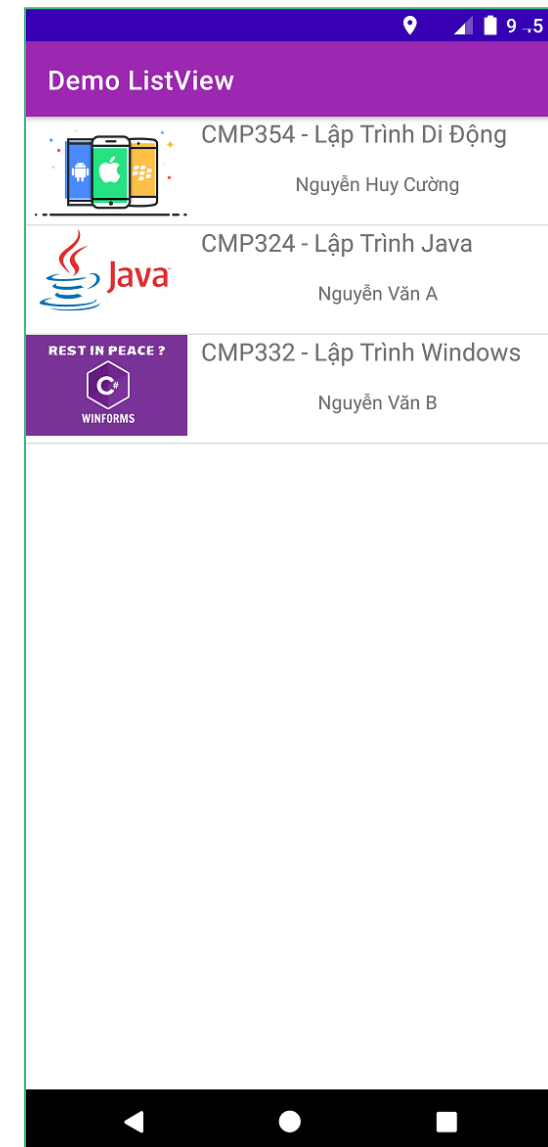 Demo ListView
CMP354 - Lập Trình Di Động
Nguyễn Huy Cường
Java
CMP324 - Lập Trình Java
Nguyễn Văn A
REST IN PEACE ?
C#
WINFORMS
CMP332 - Lập Trình Windows
Nguyễn Văn B